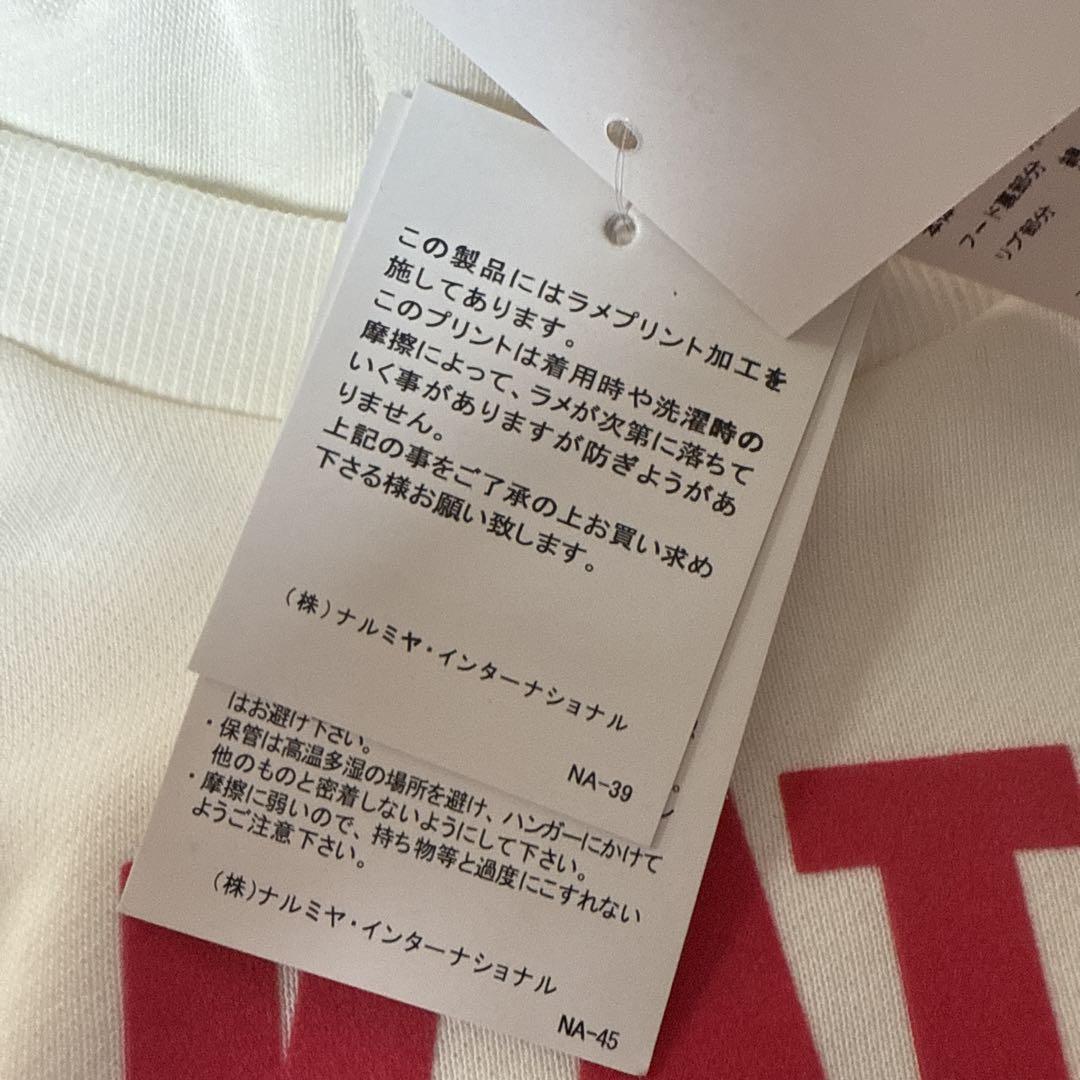 この製品にはラメプリント加工を
施してあります。
このプリントは着用時や洗濯時の
摩擦によって、ラメが次第に落ちて
いく事がありますが防ぎようがあ
りません。
上記の事をご了承の上お買い求め
下さる様お願い致します。
(株)ナルミヤ・インターナショナル
NA-39
はお避け下さい。
・保管は高温多湿の場所を避け、ハンガーにかけて
他のものと密着しないようにして下さい。
・摩擦に弱いので、持ち物等と過度にこすれない
ようご注意下さい。
(株)ナルミヤ・インターナショナル
NA-45
フード裏部分
リブ部分